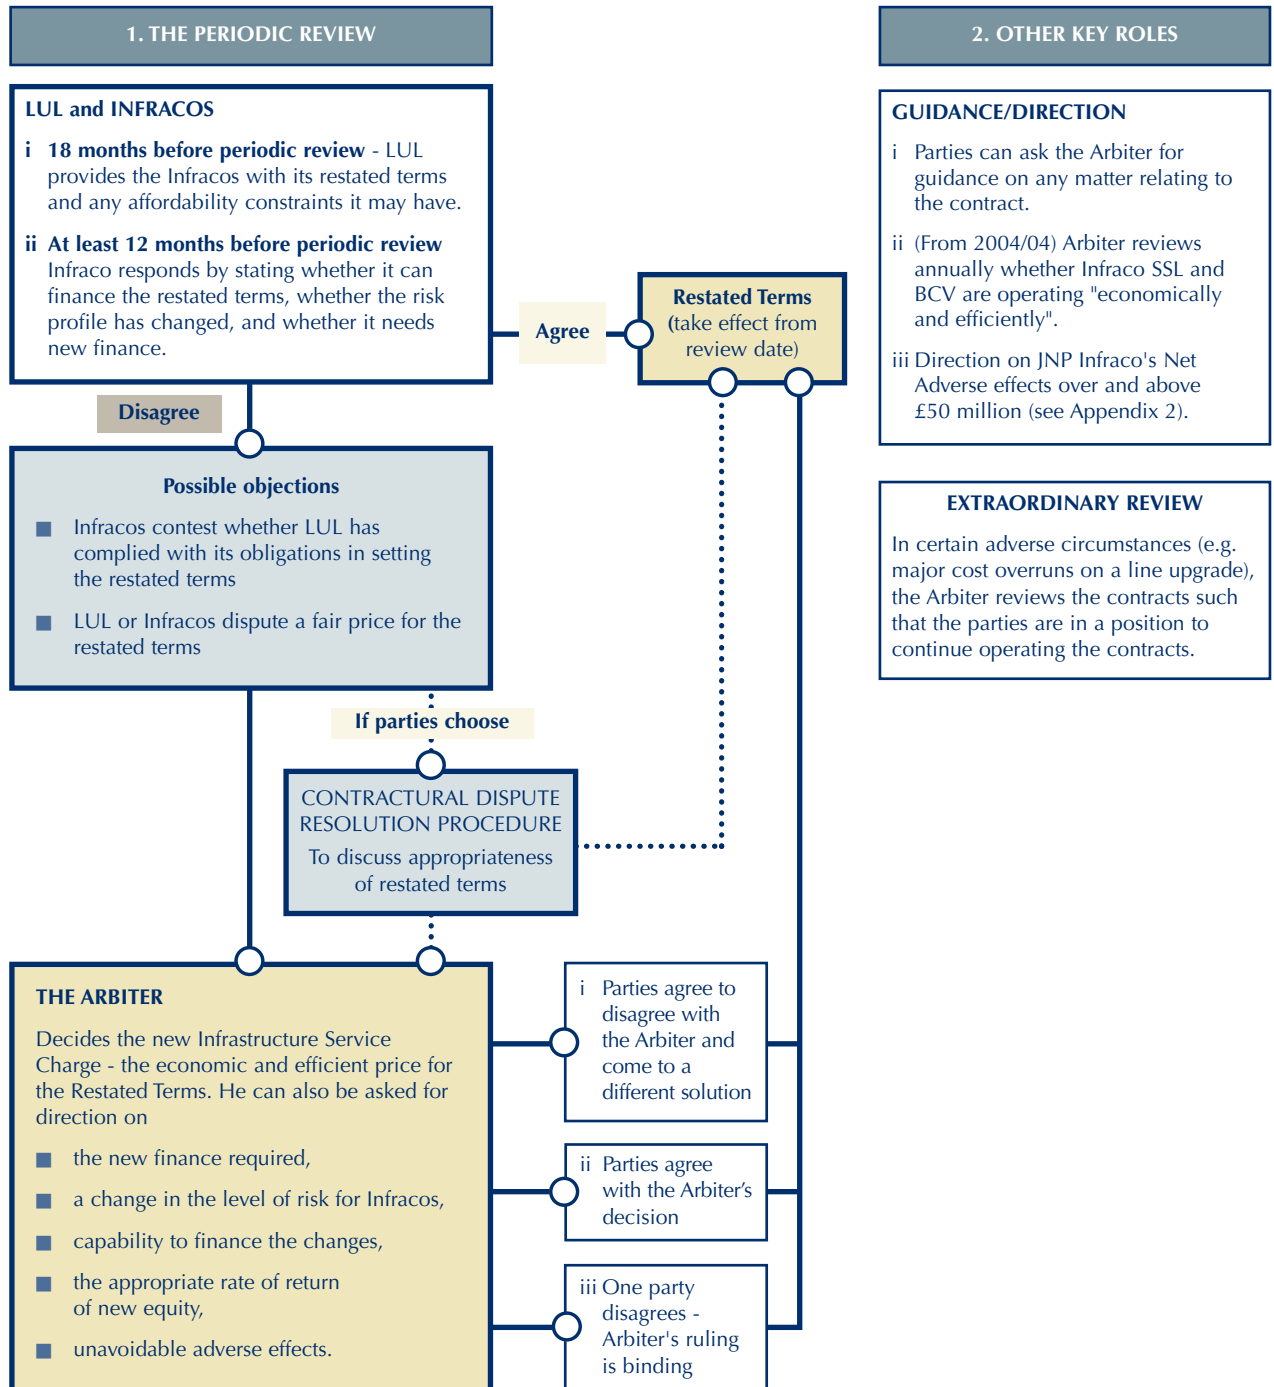 1. THE PERIODIC REVIEW
LUL and INFRACOS
i 18 months before periodic review - LUL
provides the Infracos with its restated terms
and any affordability constraints it may have.
ii At least 12 months before periodic review
Infraco responds by stating whether it can
finance the restated terms, whether the risk
profile has changed, and whether it needs
new finance.
Agree
Restated Terms
(take effect from
review date)
Disagree
Possible objections
Infracos contest whether LUL has
complied with its obligations in setting
the restated terms
LUL or Infracos dispute a fair price for the
restated terms
If parties choose
CONTRACTURAL DISPUTE
RESOLUTION PROCEDURE
To discuss appropriateness
of restated terms
THE ARBITER
Decides the new Infrastructure Service
Charge - the economic and efficient price for
the Restated Terms. He can also be asked for
direction on
the new finance required,
a change in the level of risk for Infracos,
capability to finance the changes,
the appropriate rate of return
of new equity,
unavoidable adverse effects.
i Parties agree to
disagree with
the Arbiter and
come to a
different solution
ii Parties agree
with the Arbiter's
decision
iii One party
disagrees -
Arbiter's ruling
is binding
2. OTHER KEY ROLES
GUIDANCE/DIRECTION
i Parties can ask the Arbiter for
guidance on any matter relating to
the contract.
ii (From 2004/04) Arbiter reviews
annually whether Infraco SSL and
BCV are operating "economically
and efficiently".
iii Direction on JNP Infraco's Net
Adverse effects over and above
£50 million (see Appendix 2).
EXTRAORDINARY REVIEW
In certain adverse circumstances (e.g.
major cost overruns on a line upgrade),
the Arbiter reviews the contracts such
that the parties are in a position to
continue operating the contracts.